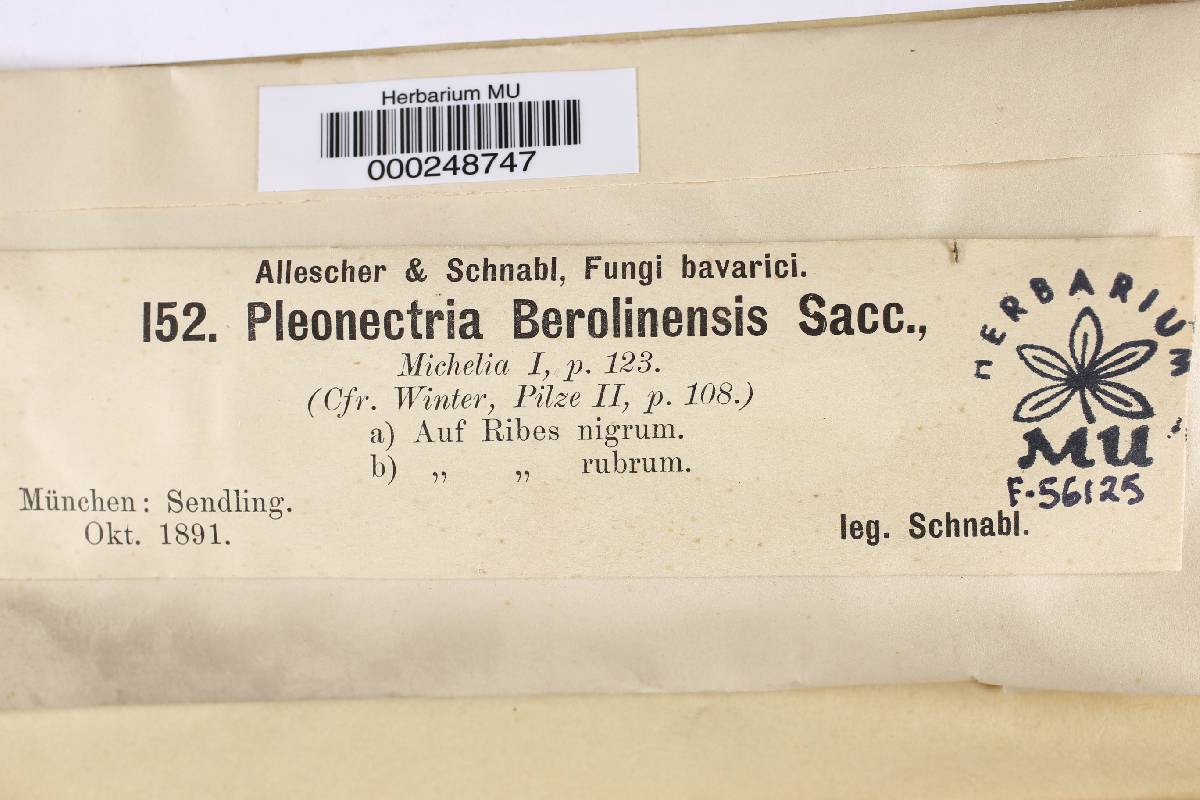 Herbarium MU
000248747
Allescher & Schnabl, Fungi bavarici.
152. Pleonectria Berolinensis Sacc.,
Michelia I, p. 123.
(Cfr. Winter, Pilze II, p. 108.)
a) Auf Ribes nigrum.
b) „ „ rubrum.
München: Sendling.
Okt. 1891.
leg. Schnabl.
HERBARIUM
MU
F-56125